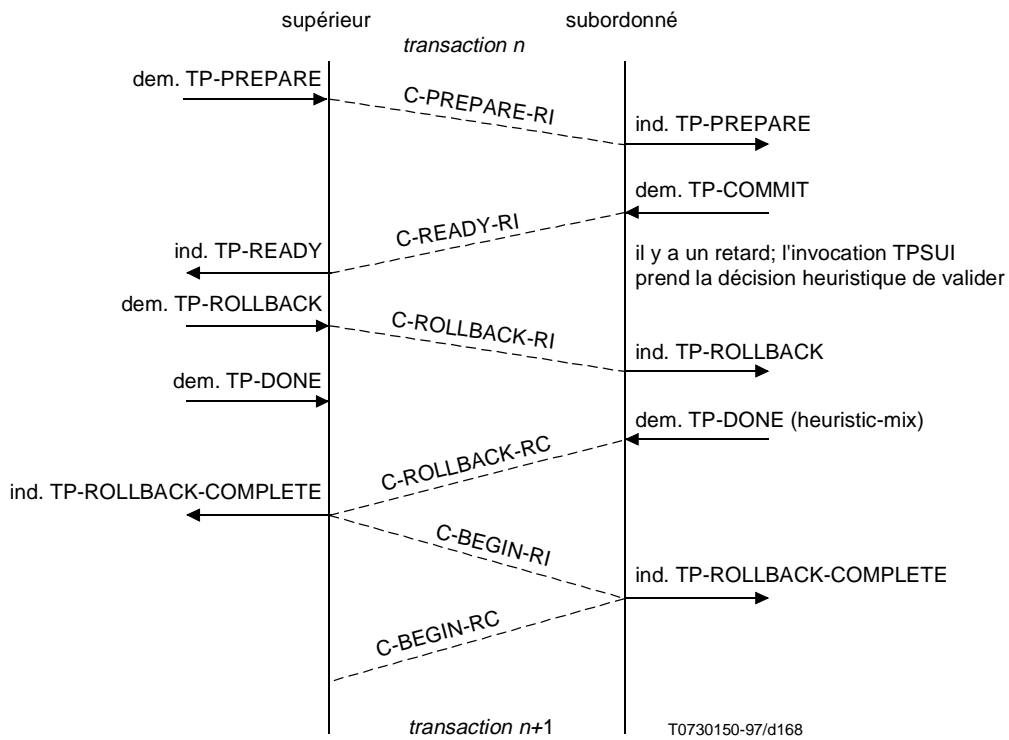 supérieur
subordonné
transaction n
dem. TP-PREPARE
C-PREPARE-RI
ind. TP-PREPARE
dem. TP-COMMIT
C-READY-RI
ind. TP-READY
il y a un retard; l'invocation TPSUI
prend la décision heuristique de valider
dem. TP-ROLLBACK
C-ROLLBACK-RI
ind. TP-ROLLBACK
dem. TP-DONE
dem. TP-DONE (heuristic-mix)
C-ROLLBACK-RC
ind. TP-ROLLBACK-COMPLETE
C-BEGIN-RI
ind. TP-ROLLBACK-COMPLETE
C-BEGIN-RC
transaction n+1
T0730150-97/d168